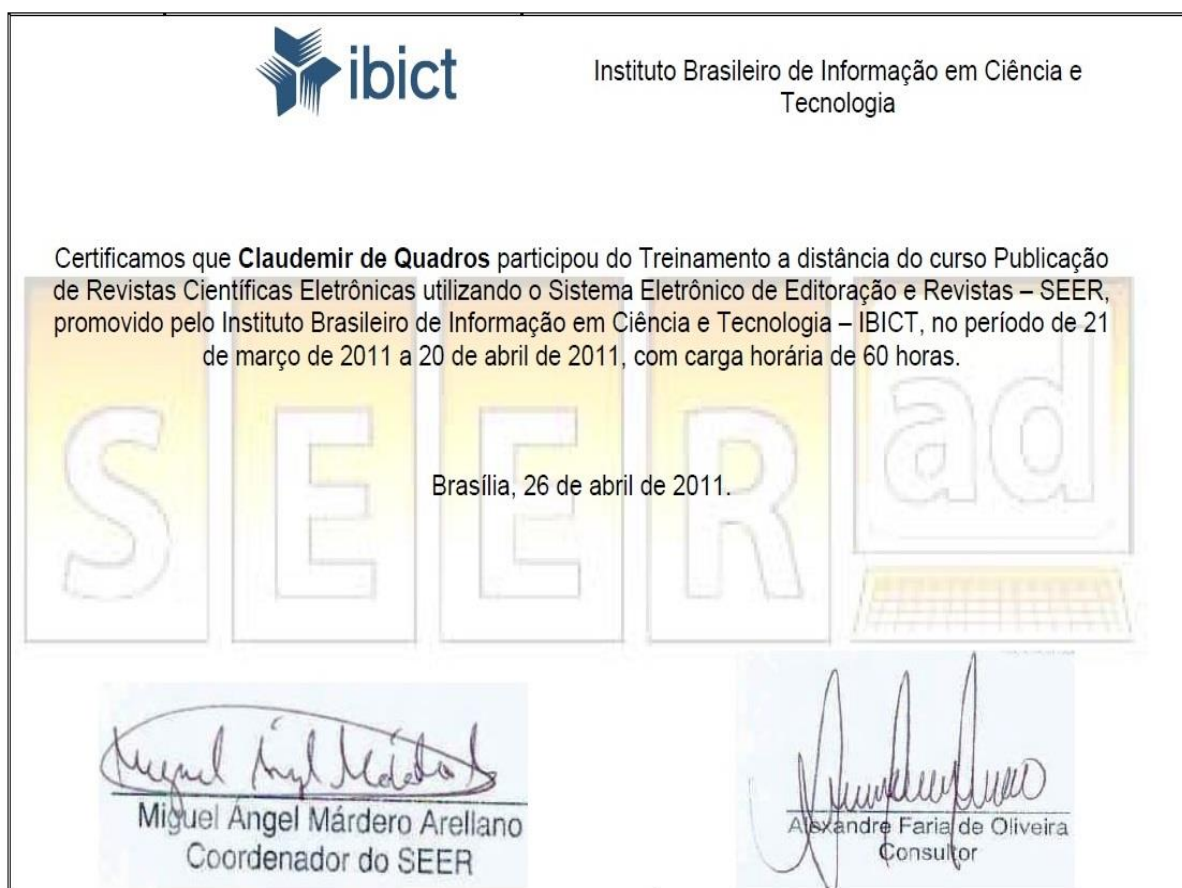 ibict
Instituto Brasileiro de Informação em Ciência e
Tecnologia
Certificamos que Claudemir de Quadros participou do Treinamento a distância do curso Publicação
de Revistas Científicas Eletrônicas utilizando o Sistema Eletrônico de Editoração e Revistas – SEER,
promovido pelo Instituto Brasileiro de Informação em Ciência e Tecnologia – IBICT, no período de 21
de março de 2011 a 20 de abril de 2011, com carga horária de 60 horas.
SEER ad
Brasília, 26 de abril de 2011.
Miguel Ángel Márdero Arellano
Coordenador do SEER
Alexandre Faria de Oliveira
Consultor